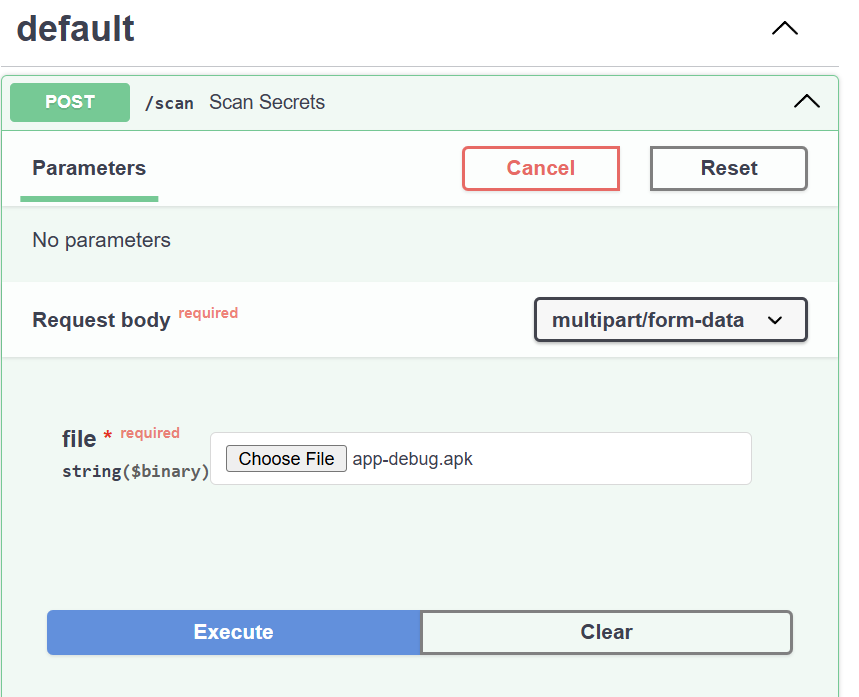 default
POST /scan Scan Secrets
Parameters Cancel Reset
No parameters
Request body required multipart/form-data
file * required
string($binary) Choose File app-debug.apk
Execute Clear